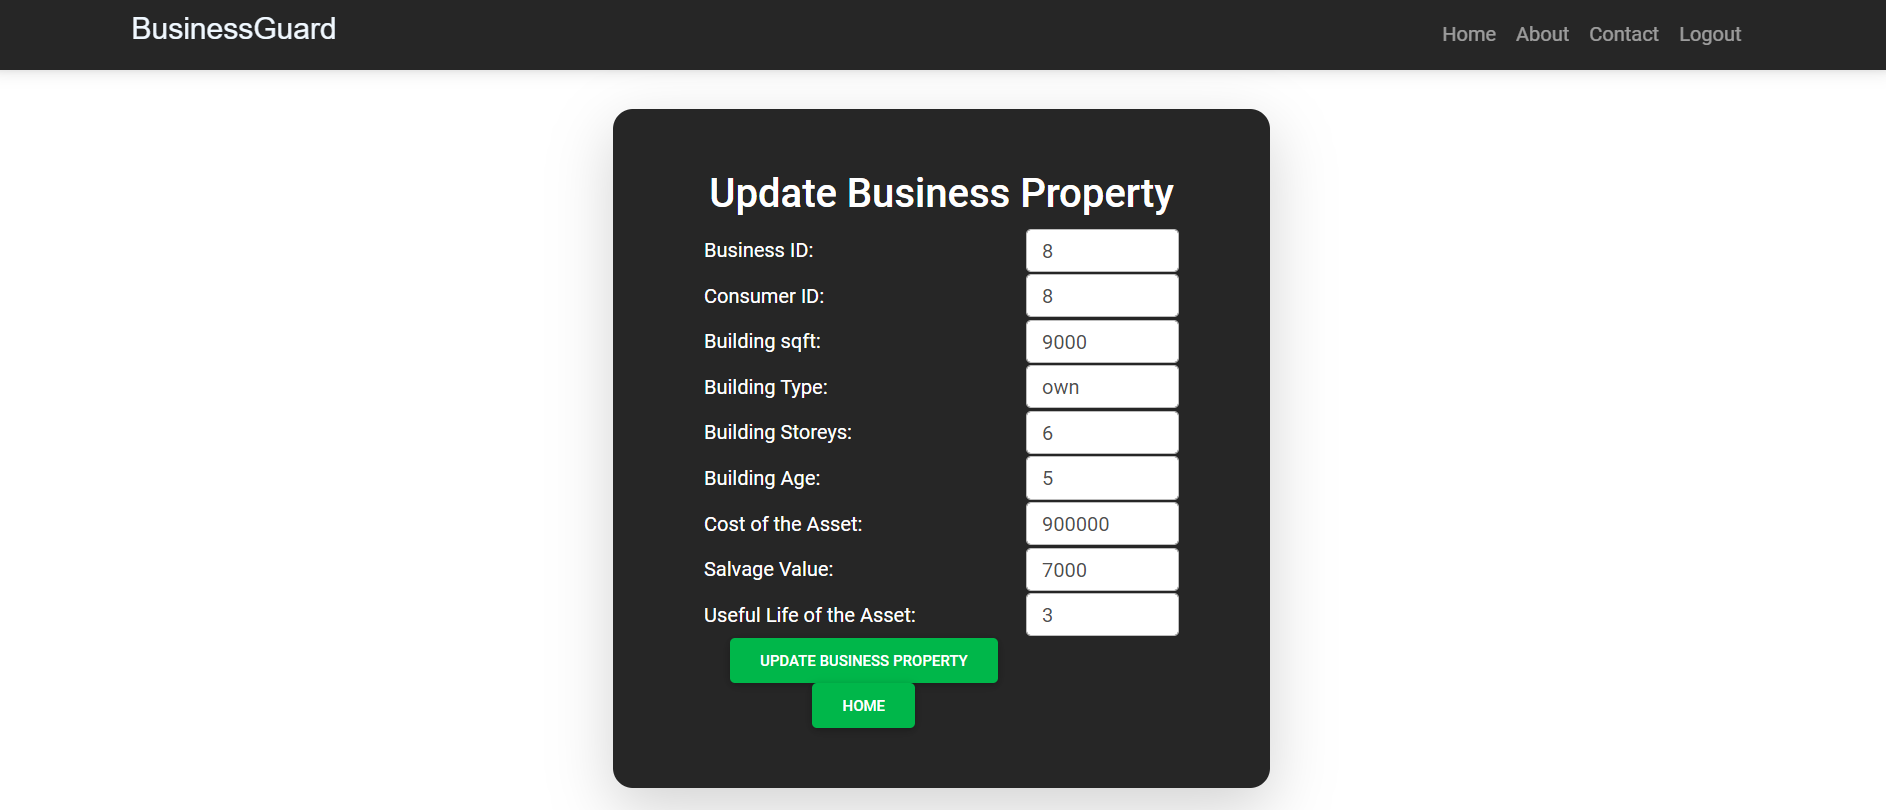 BusinessGuard
Home About Contact Logout
Update Business Property
Business ID: 8
Consumer ID: 8
Building sqft: 9000
Building Type: own
Building Storeys: 6
Building Age: 5
Cost of the Asset: 900000
Salvage Value: 7000
Useful Life of the Asset: 3
UPDATE BUSINESS PROPERTY
HOME